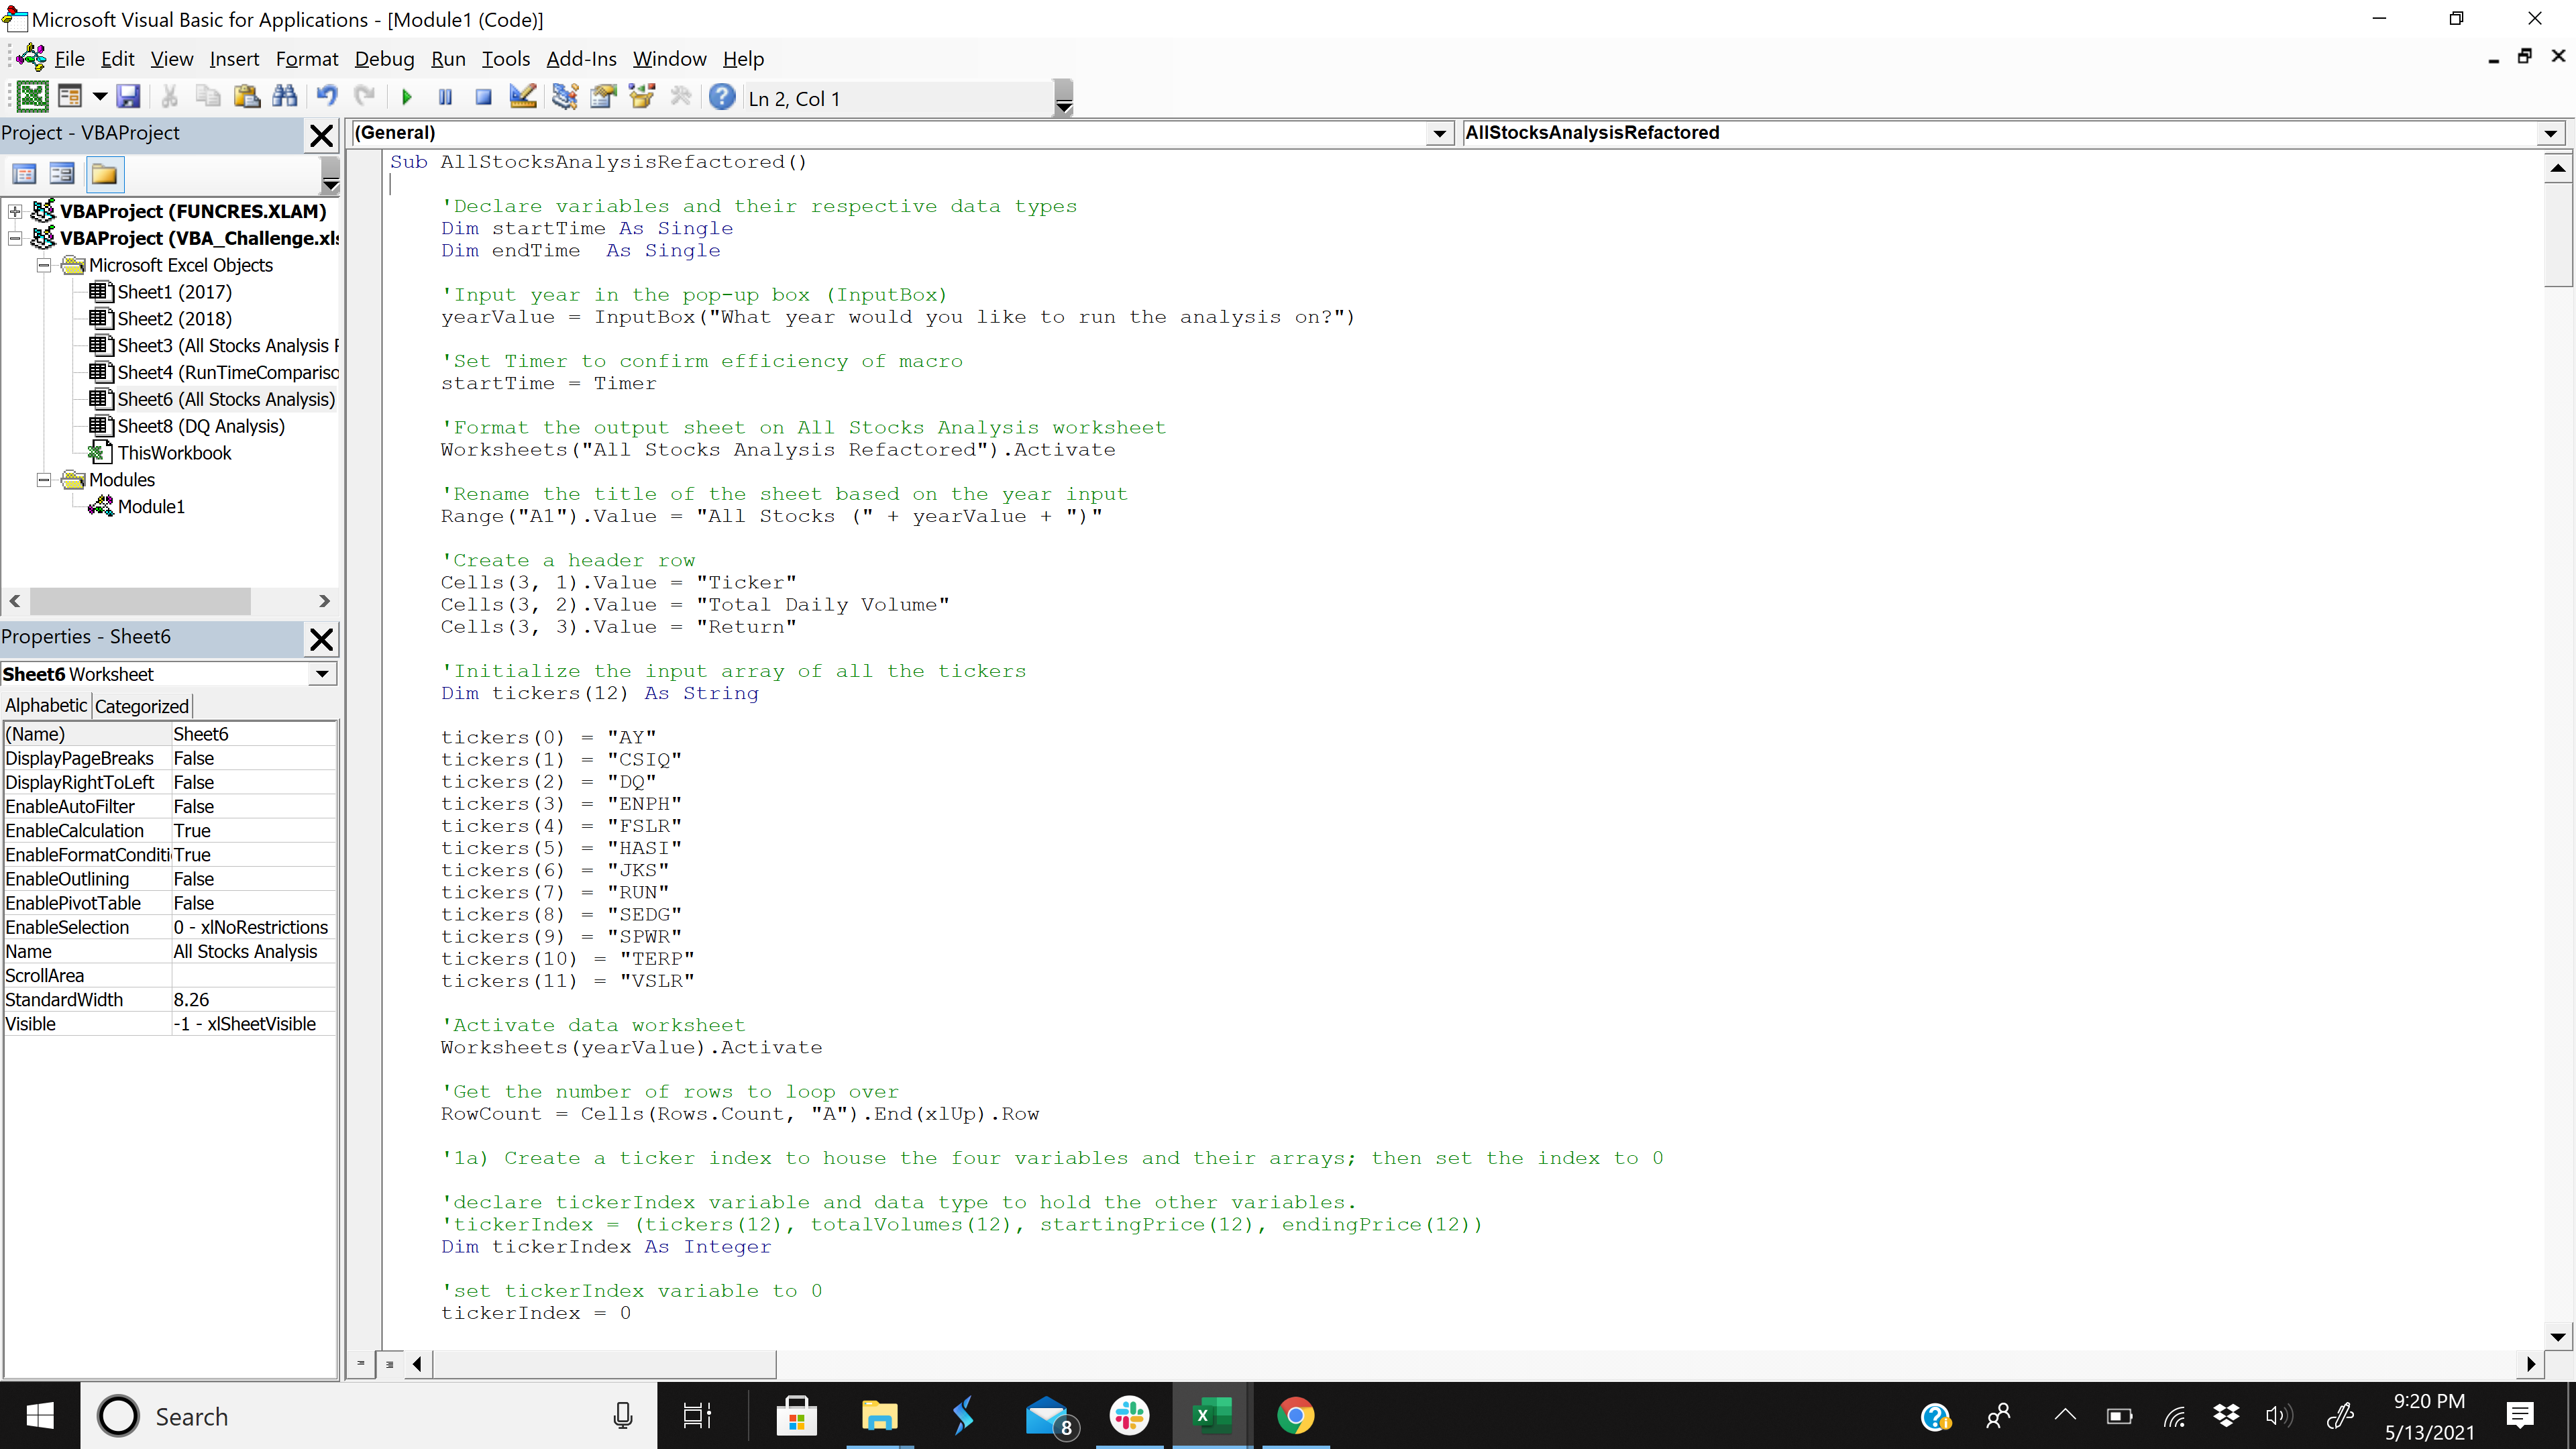 Microsoft Visual Basic for Applications - [Module1 (Code)]
File Edit View Insert Format Debug Run Tools Add-Ins Window Help
Ln 2, Col 1
Project - VBAProject
VBAProject (FUNCRES.XLAM)
VBAProject (VBA_Challenge.xls
Microsoft Excel Objects
Sheet1 (2017)
Sheet2 (2018)
Sheet3 (All Stocks Analysis R
Sheet4 (RunTimeCompariso
Sheet6 (All Stocks Analysis)
Sheet8 (DQ Analysis)
ThisWorkbook
Modules
Module1
Properties - Sheet6
Sheet6 Worksheet
Alphabetic Categorized
(Name) Sheet6
DisplayPageBreaks False
DisplayRightToLeft False
EnableAutoFilter False
EnableCalculation True
EnableFormatConditi True
EnableOutlining False
EnablePivotTable False
EnableSelection 0 - xlNoRestrictions
Name All Stocks Analysis
ScrollArea
StandardWidth 8.26
Visible -1 - xlSheetVisible
(General) AllStocksAnalysisRefactored
Sub AllStocksAnalysisRefactored()
'Declare variables and their respective data types
Dim startTime As Single
Dim endTime  As Single
'Input year in the pop-up box (InputBox)
yearValue = InputBox("What year would you like to run the analysis on?")
'Set Timer to confirm efficiency of macro
startTime = Timer
'Format the output sheet on All Stocks Analysis worksheet
Worksheets("All Stocks Analysis Refactored").Activate
'Rename the title of the sheet based on the year input
Range("A1").Value = "All Stocks (" + yearValue + ")"
'Create a header row
Cells(3, 1).Value = "Ticker"
Cells(3, 2).Value = "Total Daily Volume"
Cells(3, 3).Value = "Return"
'Initialize the input array of all the tickers
Dim tickers(12) As String
tickers(0) = "AY"
tickers(1) = "CSIQ"
tickers(2) = "DQ"
tickers(3) = "ENPH"
tickers(4) = "FSLR"
tickers(5) = "HASI"
tickers(6) = "JKS"
tickers(7) = "RUN"
tickers(8) = "SEDG"
tickers(9) = "SPWR"
tickers(10) = "TERP"
tickers(11) = "VSLR"
'Activate data worksheet
Worksheets(yearValue).Activate
'Get the number of rows to loop over
RowCount = Cells(Rows.Count, "A").End(xlUp).Row
'1a) Create a ticker index to house the four variables and their arrays; then set the index to 0
'declare tickerIndex variable and data type to hold the other variables.
'tickerIndex = (tickers(12), totalVolumes(12), startingPrice(12), endingPrice(12))
Dim tickerIndex As Integer
'set tickerIndex variable to 0
tickerIndex = 0
Search
8
9:20 PM
5/13/2021